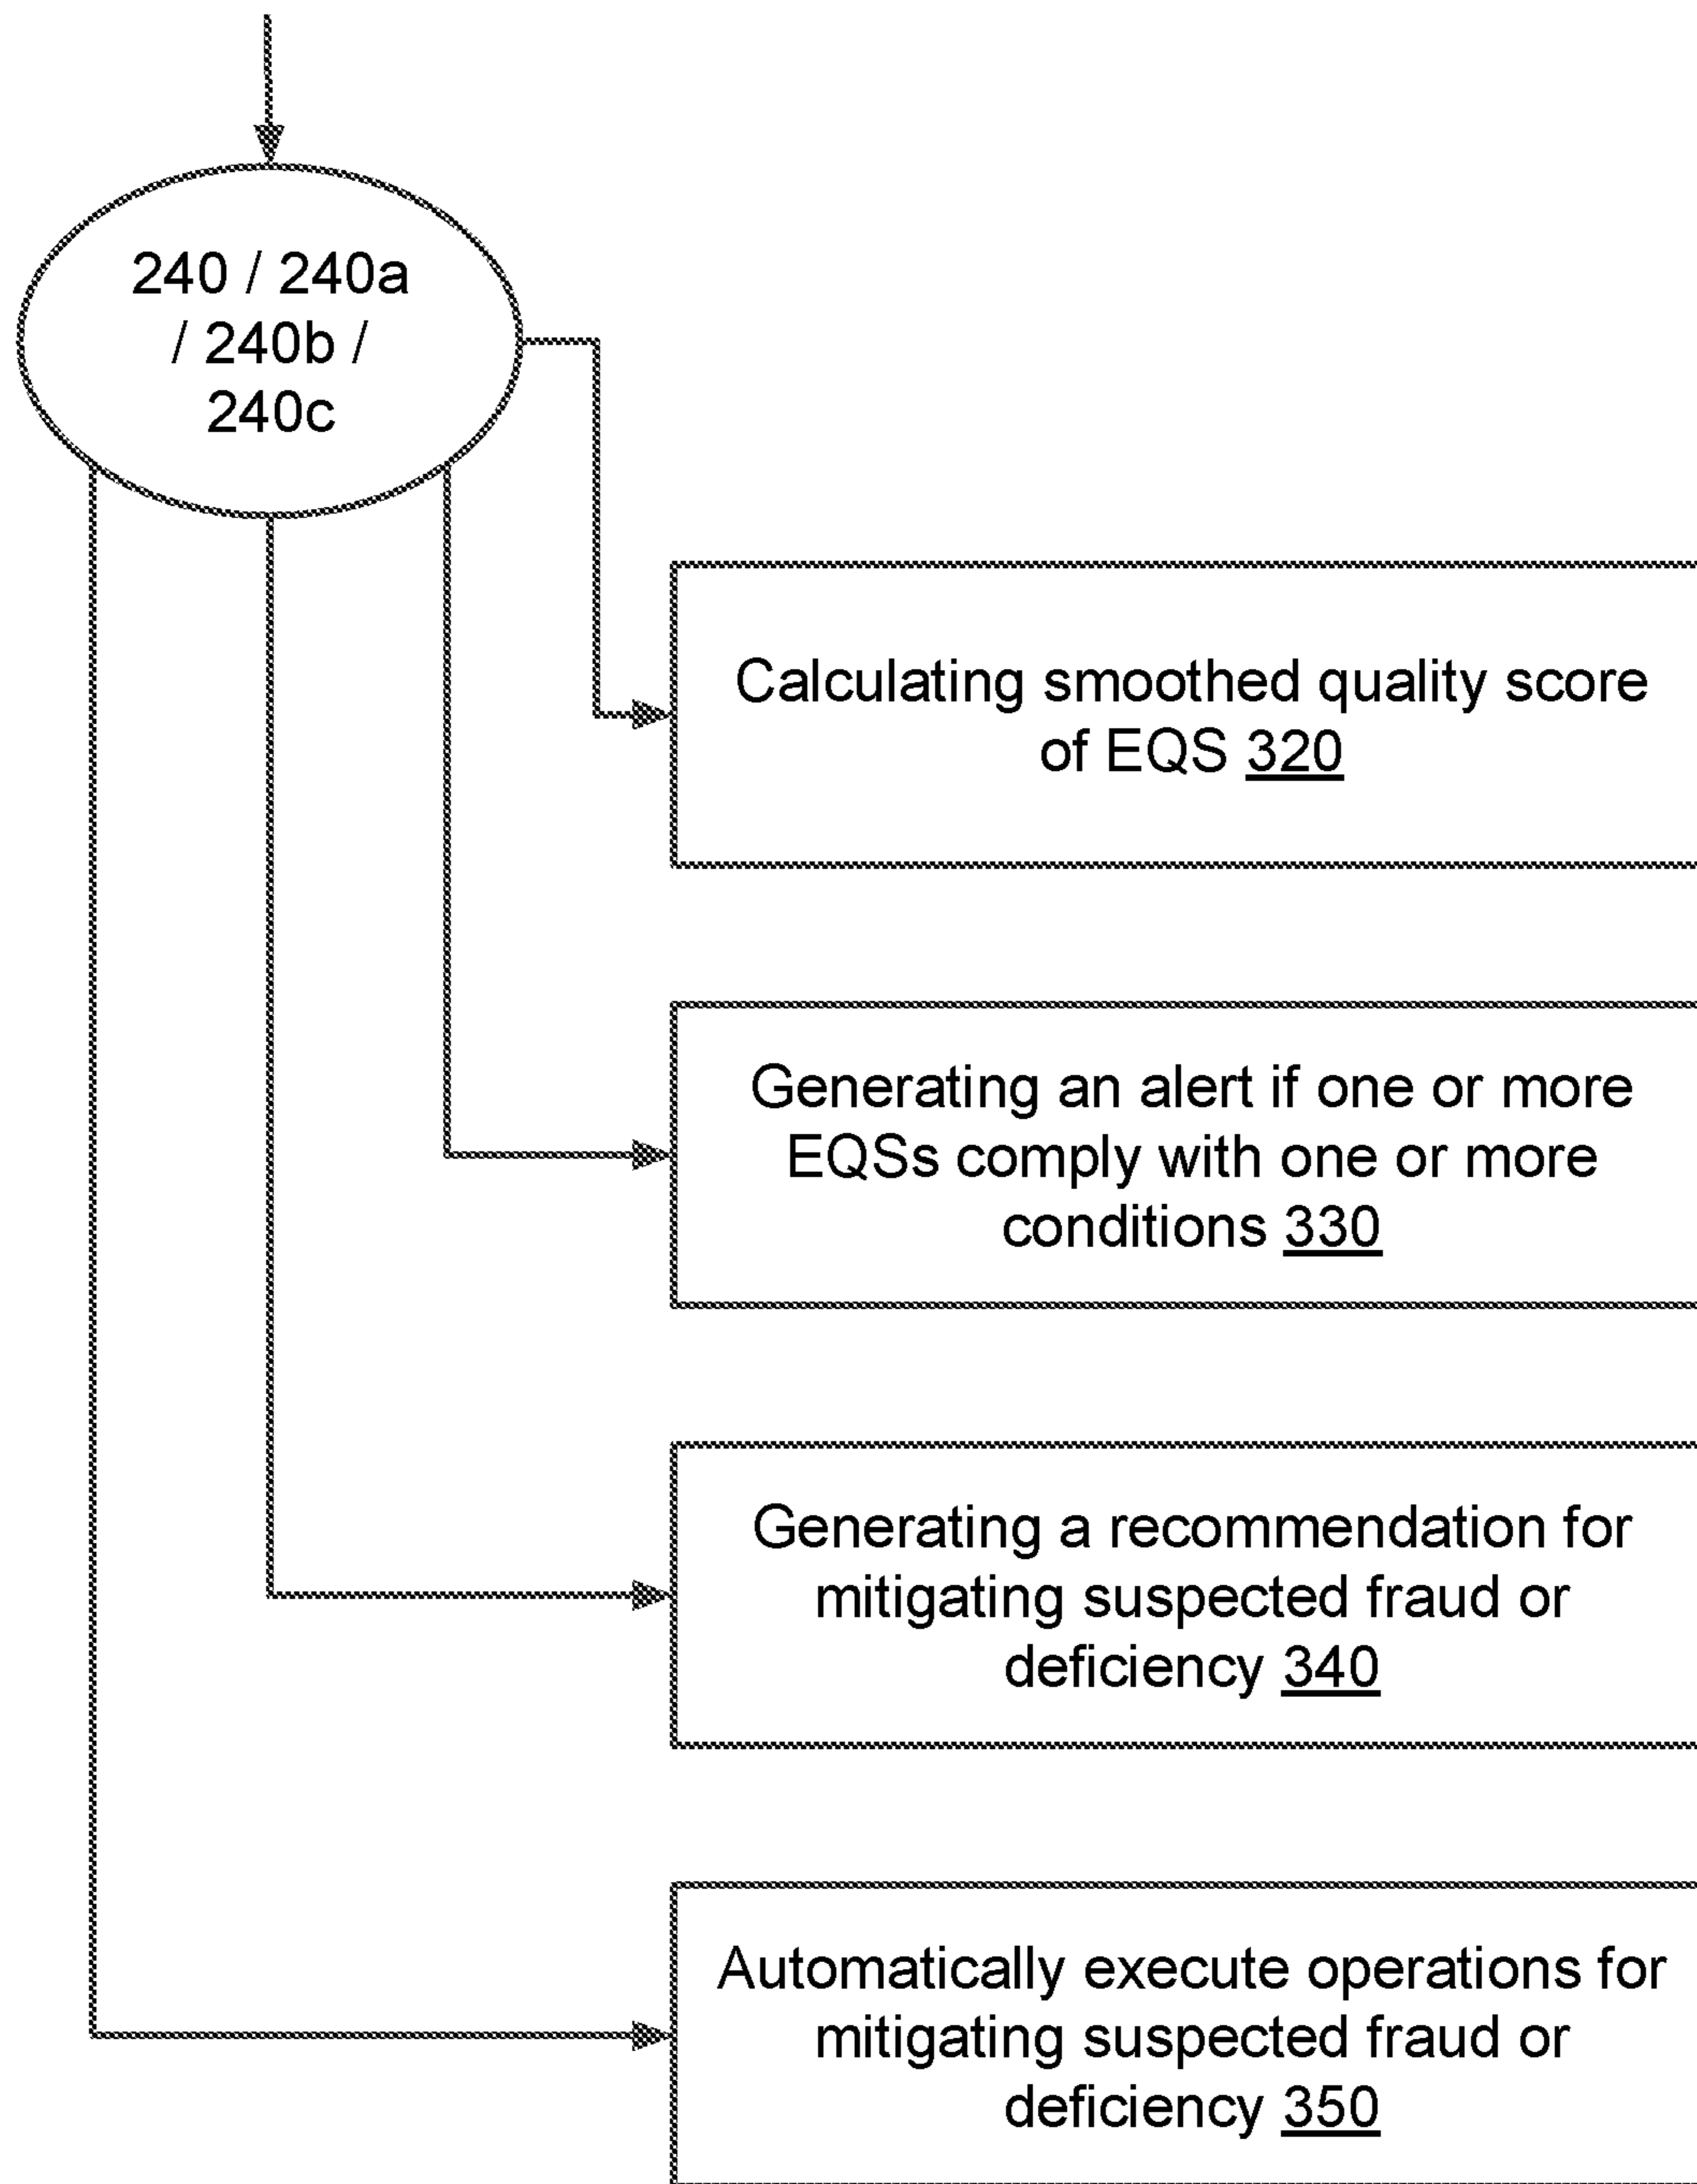 240 / 240a
/ 240b /
240c
Calculating smoothed quality score
of EQS 320
Generating an alert if one or more
EQSs comply with one or more
conditions 330
Generating a recommendation for
mitigating suspected fraud or
deficiency 340
Automatically execute operations for
mitigating suspected fraud or
deficiency 350